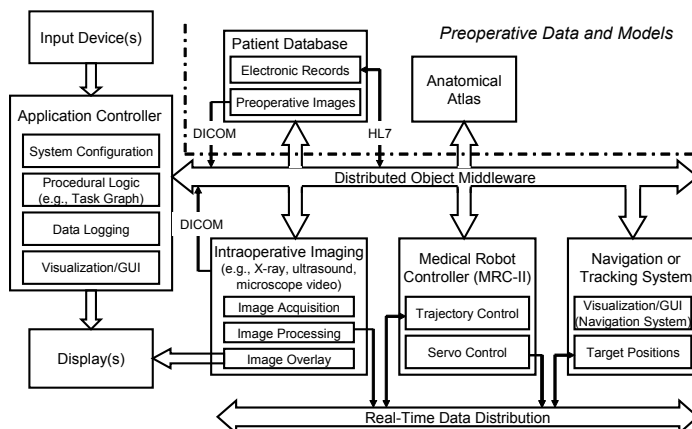 Input Device(s)
Patient Database
Electronic Records
Preoperative Images
Preoperative Data and Models
Anatomical
Atlas
Application Controller
System Configuration
Procedural Logic
(e.g., Task Graph)
Data Logging
Visualization/GUI
DICOM
HL7
Distributed Object Middleware
DICOM
Intraoperative Imaging
(e.g., X-ray, ultrasound,
microscope video)
Image Acquisition
Image Processing
Image Overlay
Medical Robot
Controller (MRC-II)
Trajectory Control
Servo Control
Navigation or
Tracking System
Visualization/GUI
(Navigation System)
Target Positions
Display(s)
Real-Time Data Distribution